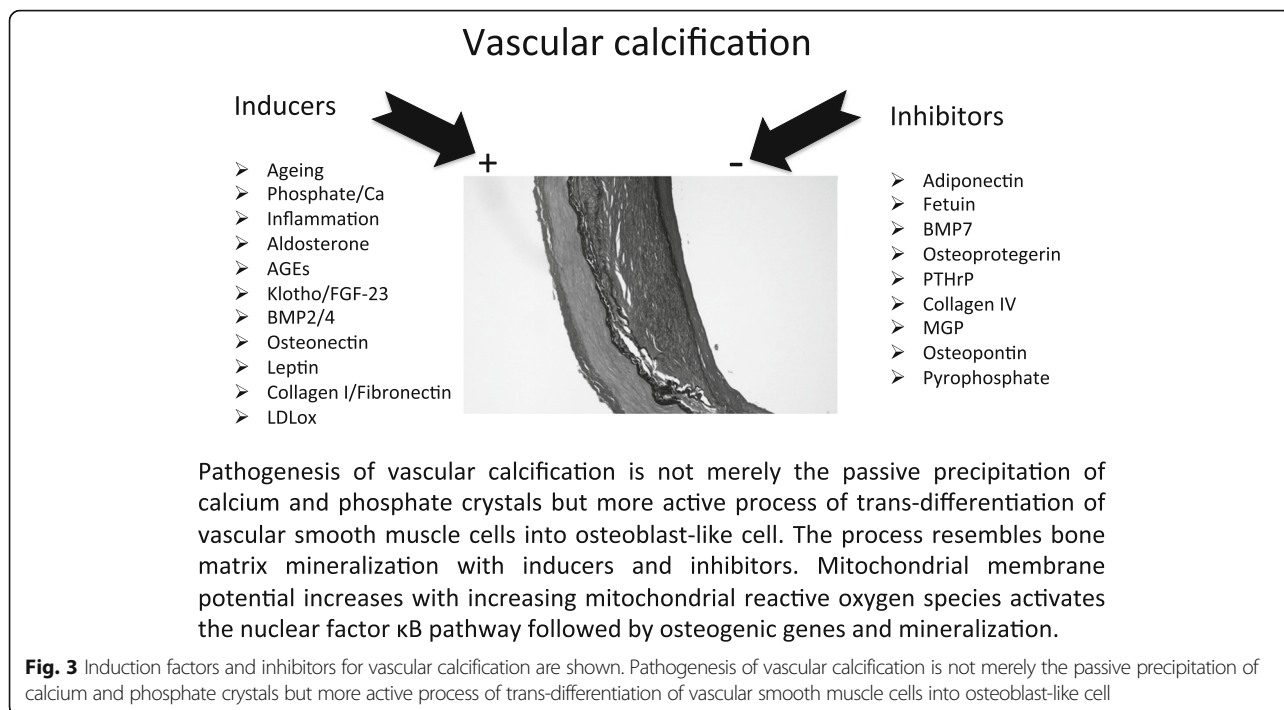 Vascular calcification
Inducers
+
➢ Ageing
➢ Phosphate/Ca
➢ Inflammation
➢ Aldosterone
➢ AGEs
➢ Klotho/FGF-23
➢ BMP2/4
➢ Osteonectin
➢ Leptin
➢ Collagen I/Fibronectin
➢ LDLox
Inhibitors
-
➢ Adiponectin
➢ Fetuin
➢ BMP7
➢ Osteoprotegerin
➢ PTHrP
➢ Collagen IV
➢ MGP
➢ Osteopontin
➢ Pyrophosphate
Pathogenesis of vascular calcification is not merely the passive precipitation of
calcium and phosphate crystals but more active process of trans-differentiation of
vascular smooth muscle cells into osteoblast-like cell. The process resembles bone
matrix mineralization with inducers and inhibitors. Mitochondrial membrane
potential increases with increasing mitochondrial reactive oxygen species activates
the nuclear factor κB pathway followed by osteogenic genes and mineralization.
Fig. 3 Induction factors and inhibitors for vascular calcification are shown. Pathogenesis of vascular calcification is not merely the passive precipitation of
calcium and phosphate crystals but more active process of trans-differentiation of vascular smooth muscle cells into osteoblast-like cell